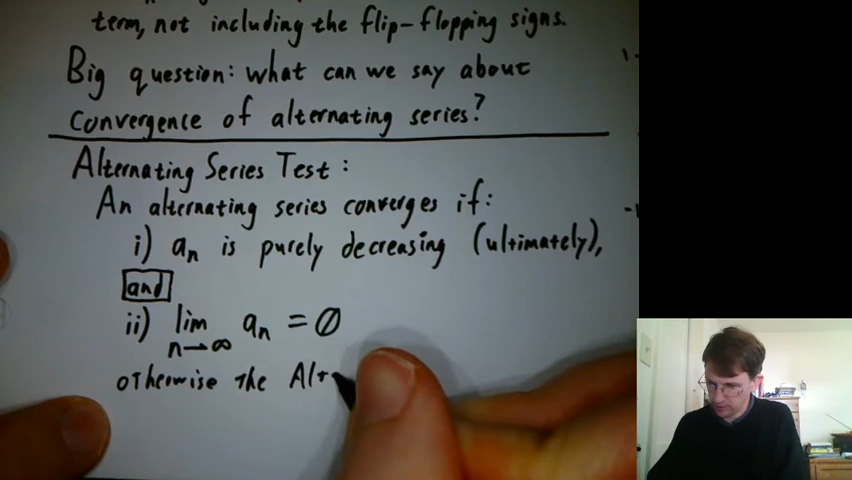 term, not including the flip-flopping signs.
Big question: what can we say about
convergence of alternating series?
Alternating Series Test:
An alternating series converges if:
i) an is purely decreasing (ultimately),
and
ii) lim n→∞ an = 0
otherwise the Alt